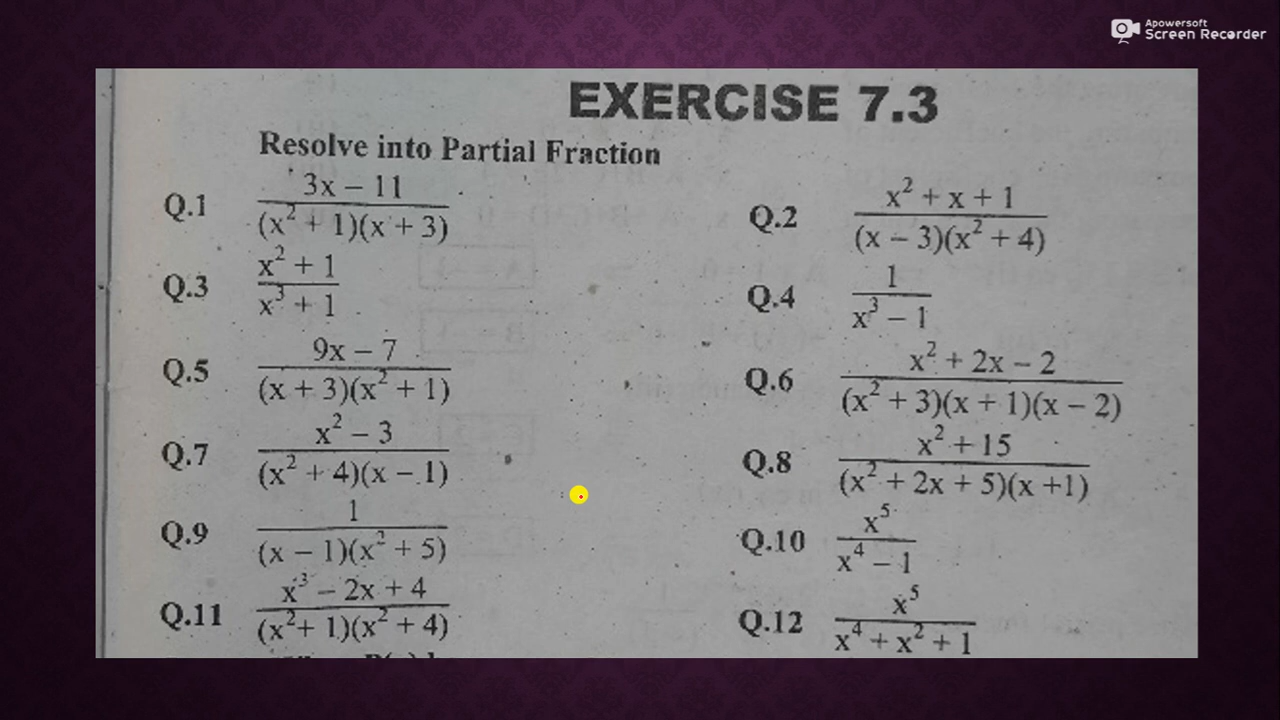 Apowersoft
Screen Recorder
EXERCISE 7.3
Resolve into Partial Fraction
Q.1 (3x − 11)/((x² + 1)(x + 3))
Q.2 (x² + x + 1)/((x − 3)(x² + 4))
Q.3 (x² + 1)/(x³ + 1)
Q.4 1/(x³ − 1)
Q.5 (9x − 7)/((x + 3)(x² + 1))
Q.6 (x² + 2x − 2)/((x² + 3)(x + 1)(x − 2))
Q.7 (x² − 3)/((x² + 4)(x − 1))
Q.8 (x² + 15)/((x² + 2x + 5)(x +1))
Q.9 1/((x − 1)(x² + 5))
Q.10 x⁵/(x⁴ − 1)
Q.11 (x³ − 2x + 4)/((x²+ 1)(x² + 4))
Q.12 x⁵/(x⁴ + x² + 1)